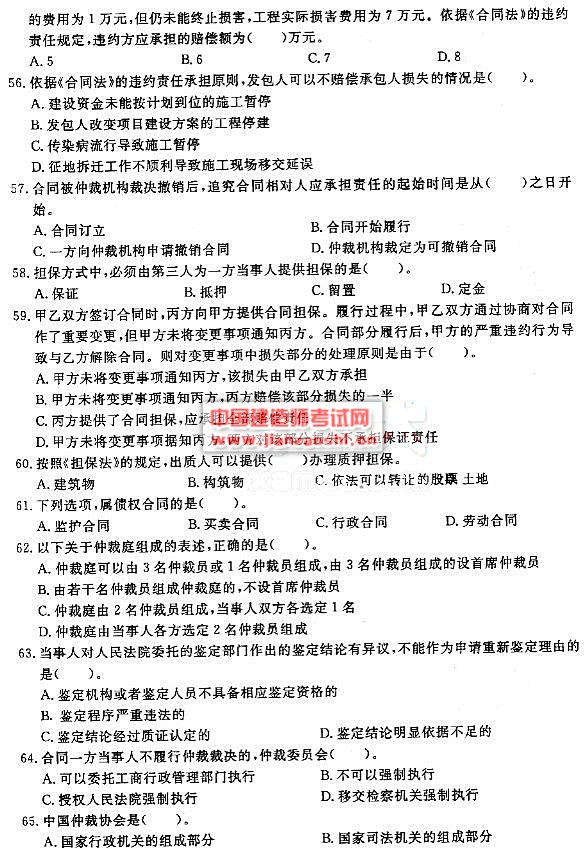 的费用为1万元,但仍未能终止损害,工程实际损害费用为7万元。依据《合同法》的违约
责任规定,违约方应承担的赔偿额为( )万元。
A.5 B.6 C.7 D.8
56.依据《合同法》的违约责任承担原则,发包人可以不赔偿承包人损失的情况是( )。
A.建设资金未能按计划到位的施工暂停
B.发包人改变项目建设方案的工程停建
C.传染病流行导致施工暂停
D.征地拆迁工作不顺利导致施工现场移交延误
57.合同被仲裁机构裁决撤销后,追究合同相对人应承担责任的起始时间是从( )之日开
始。
A.合同订立 B.合同开始履行
C.一方向仲裁机构申请撤销合同 D.仲裁机构裁定为可撤销合同
58.担保方式中,必须由第三人为一方当事人提供担保的是( )。
A.保证 B.抵押 C.留置 D.定金
59.甲乙双方签订合同时,丙方向甲方提供合同担保。履行过程中,甲乙双方通过协商对合同
作了重要变更,但甲方未将变更事项通知丙方。合同部分履行后,甲方的严重违约行为导
致与乙方解除合同。则对变更事项中损失部分的处理原则是由于( )。
A.甲方未将变更事项通知丙方,该损失由甲乙双方承担
B.甲方未将变更事项通知丙方,丙方赔偿该部分损失的一半
C.丙方提供了合同担保,应承担全部赔偿责任
D.甲方未将变更事项据知丙方,丙方对该部分损失不承担保证责任
中国建造考试网
www.jianzaoshi.com
60.按照《担保法》的规定,出质人可以提供( )办理质押担保。
A.建筑物 B.构筑物 C.依法可以转让的股票 土地
61.下列选项,属债权合同的是( )。
A.监护合同 B.买卖合同 C.行政合同 D.劳动合同
62.以下关于仲裁庭组成的表述,正确的是( )。
A.仲裁庭可以由3名仲裁员或1名仲裁员组成,由3名仲裁员组成的设首席仲裁员
B.由若干名仲裁员组成仲裁庭的,不设首席仲裁员
C.仲裁庭由2名仲裁员组成,当事人双方各选定1名
D.仲裁庭由当事人各方选定2名仲裁员组成
63.当事人对人民法院委托的鉴定部门作出的鉴定结论有异议,不能作为申请重新鉴定理由的
是( )。
A.鉴定机构或者鉴定人员不具备相应鉴定资格的
B.鉴定程序严重违法的
C.鉴定结论经过质证认定的 D.鉴定结论明显依据不足的
64.合同一方当事人不履行仲裁裁决的,仲裁委员会( )。
A.可以委托工商行政管理部门执行 B.不可以强制执行
C.授权人民法院强制执行 D.移交检察机关强制执行
65.中国仲裁协会是( )。
A.国家行政机关的组成部分 B.国家司法机关的组成部分